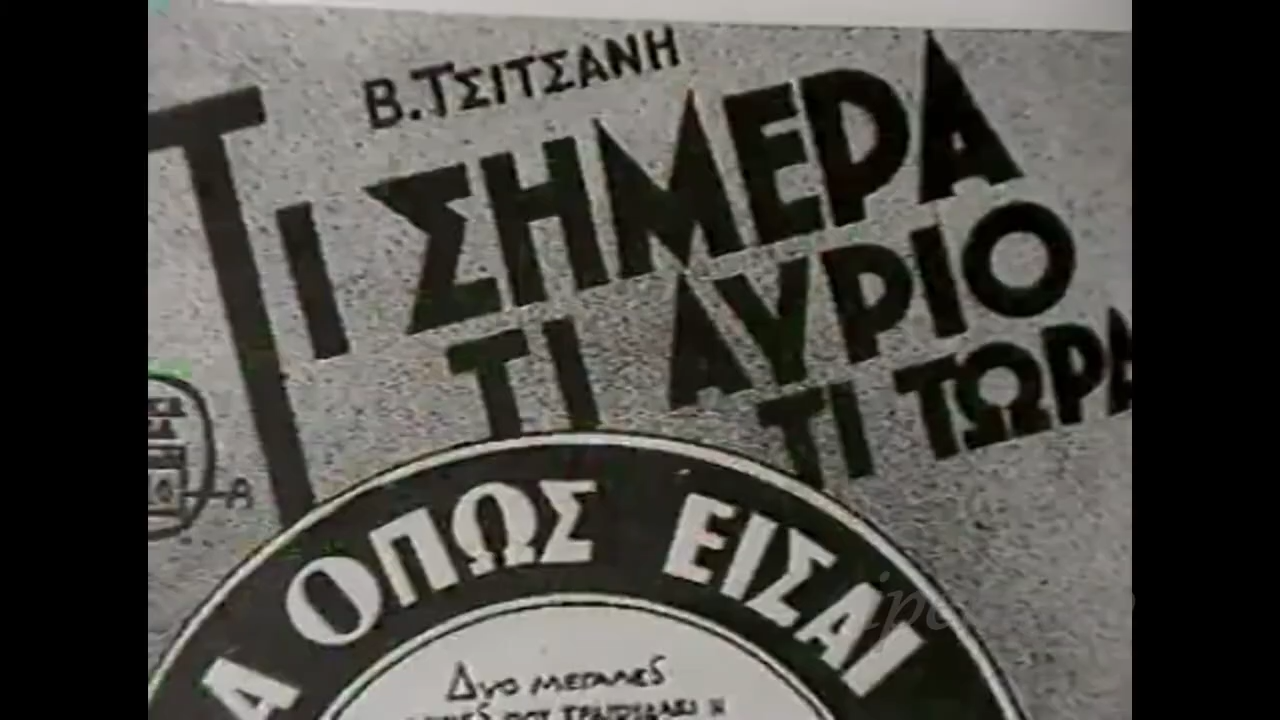 Β. ΤΣΙΤΣΑΝΗ
ΤΙ ΣΗΜΕΡΑ
ΤΙ ΑΥΡΙΟ
ΤΙ ΤΩΡΑ
Α ΟΠΩΣ ΕΙΣΑΙ
Δυο μεγαλες